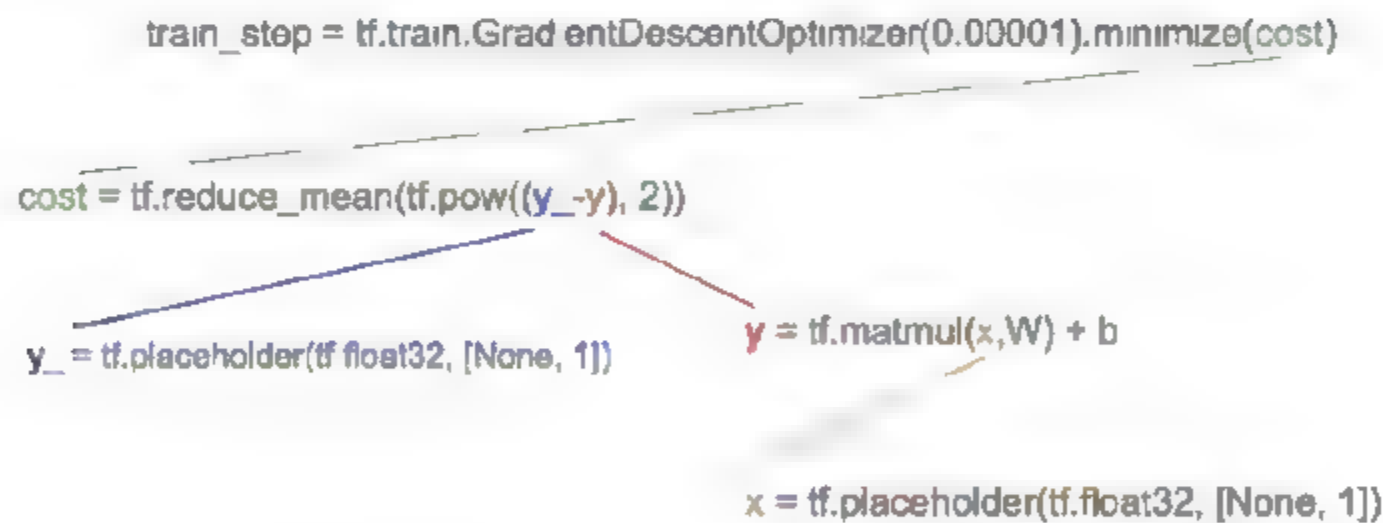 train_step = tf.train.GradientDescentOptimizer(0.00001).minimize(cost)
cost = tf.reduce_mean(tf.pow((y_-y), 2))
y_ = tf.placeholder(tf.float32, [None, 1])
y = tf.matmul(x,W) + b
x = tf.placeholder(tf.float32, [None, 1])